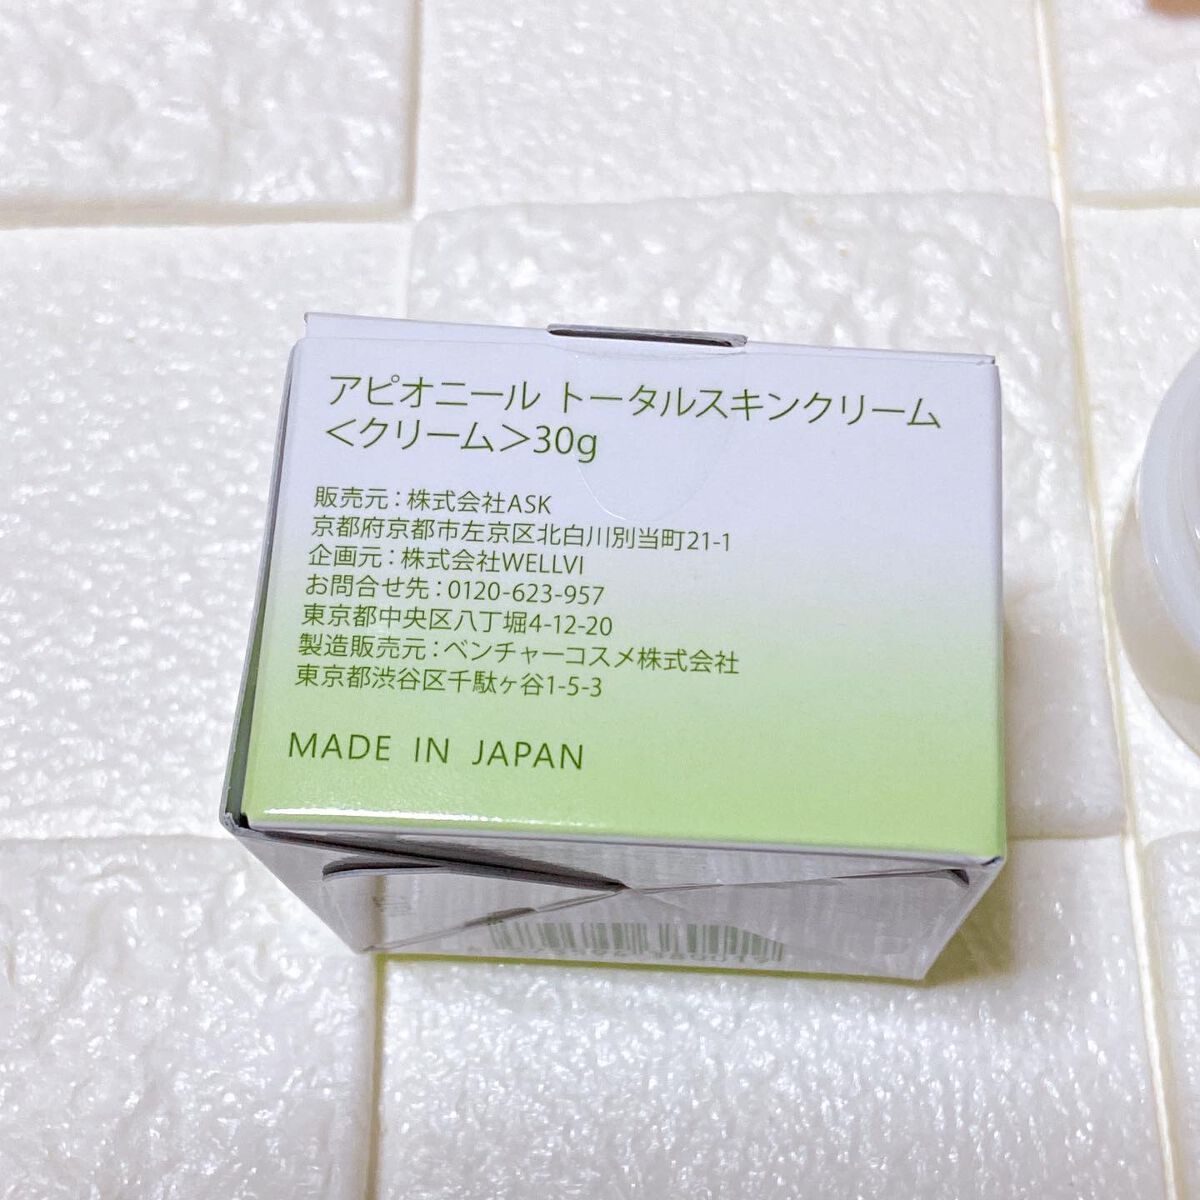 アピオニール トータルスキンクリーム
＜クリーム＞30g
販売元：株式会社ASK
京都府京都市左京区北白川別当町21-1
企画元：株式会社WELLVI
お問合せ先：0120-623-957
東京都中央区八丁堀4-12-20
製造販売元：ベンチャーコスメ株式会社
東京都渋谷区千駄ヶ谷1-5-3
MADE IN JAPAN